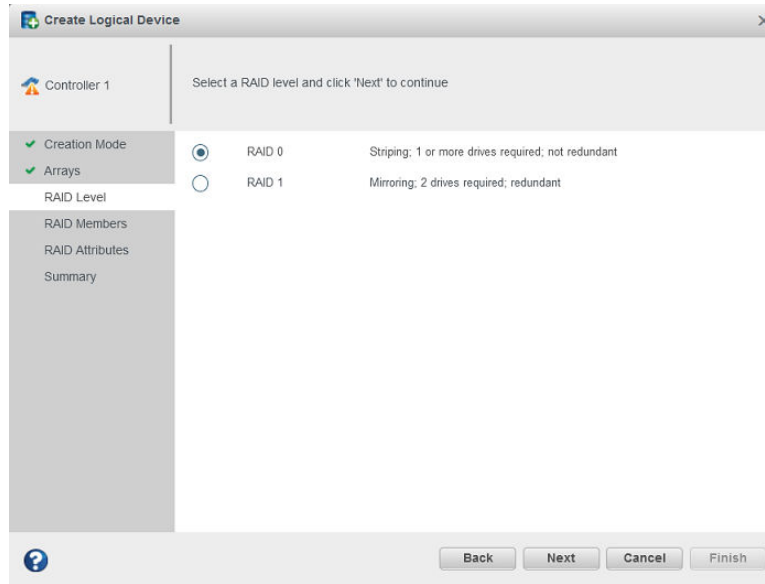 Create Logical Device
Controller 1
Select a RAID level and click 'Next' to continue
Creation Mode
Arrays
RAID Level
RAID Members
RAID Attributes
Summary
RAID 0 Striping; 1 or more drives required; not redundant
RAID 1 Mirroring; 2 drives required; redundant
Back Next Cancel Finish